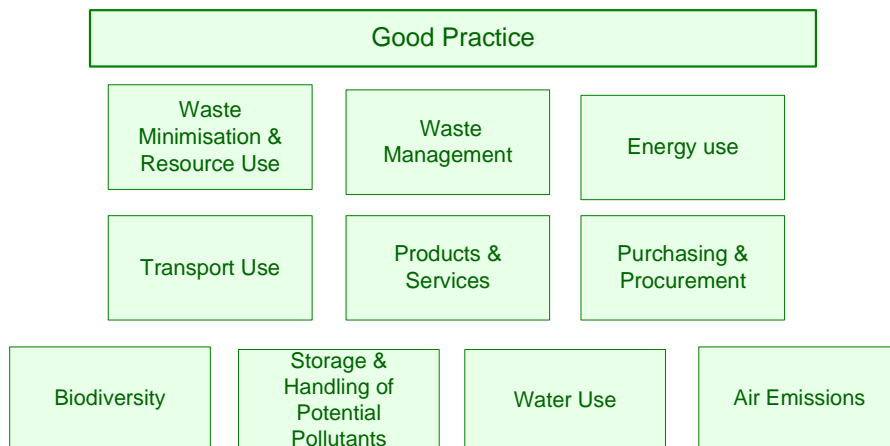 Good Practice
Waste
Minimisation &
Resource Use
Waste
Management
Energy use
Transport Use
Products &
Services
Purchasing &
Procurement
Biodiversity
Storage &
Handling of
Potential
Pollutants
Water Use
Air Emissions